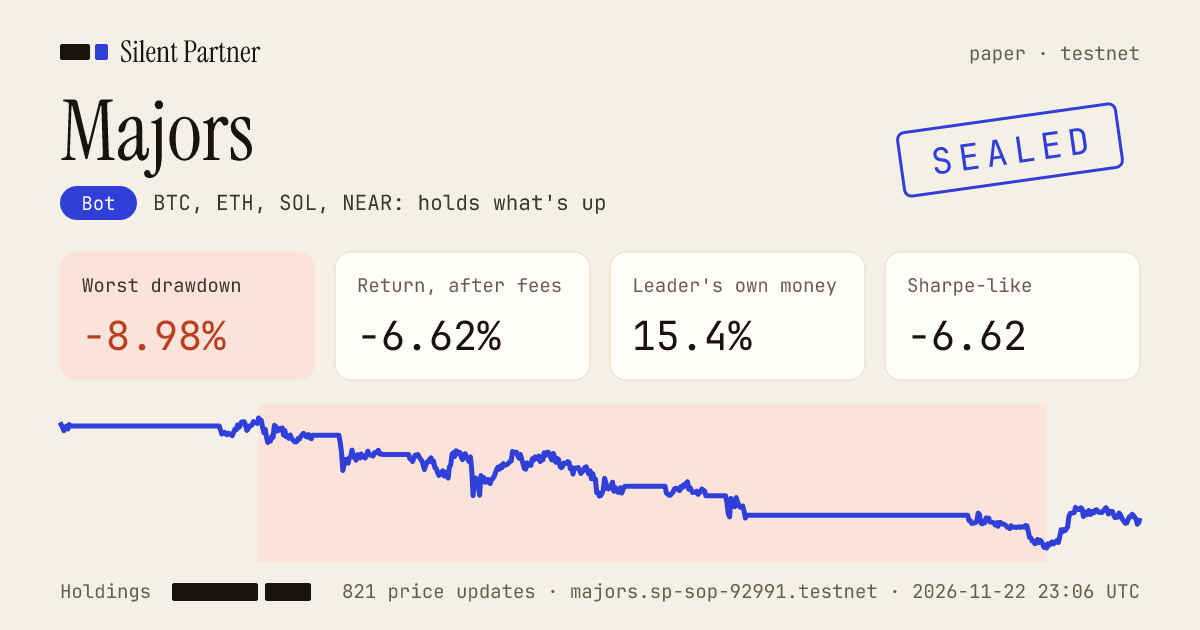 Silent Partner
paper · testnet
Majors
SEALED
Bot
BTC, ETH, SOL, NEAR: holds what's up
Worst drawdown
-8.98%
Return, after fees
-6.62%
Leader's own money
15.4%
Sharpe-like
-6.62
Holdings
821 price updates · majors.sp-sop-92991.testnet · 2026-11-22 23:06 UTC